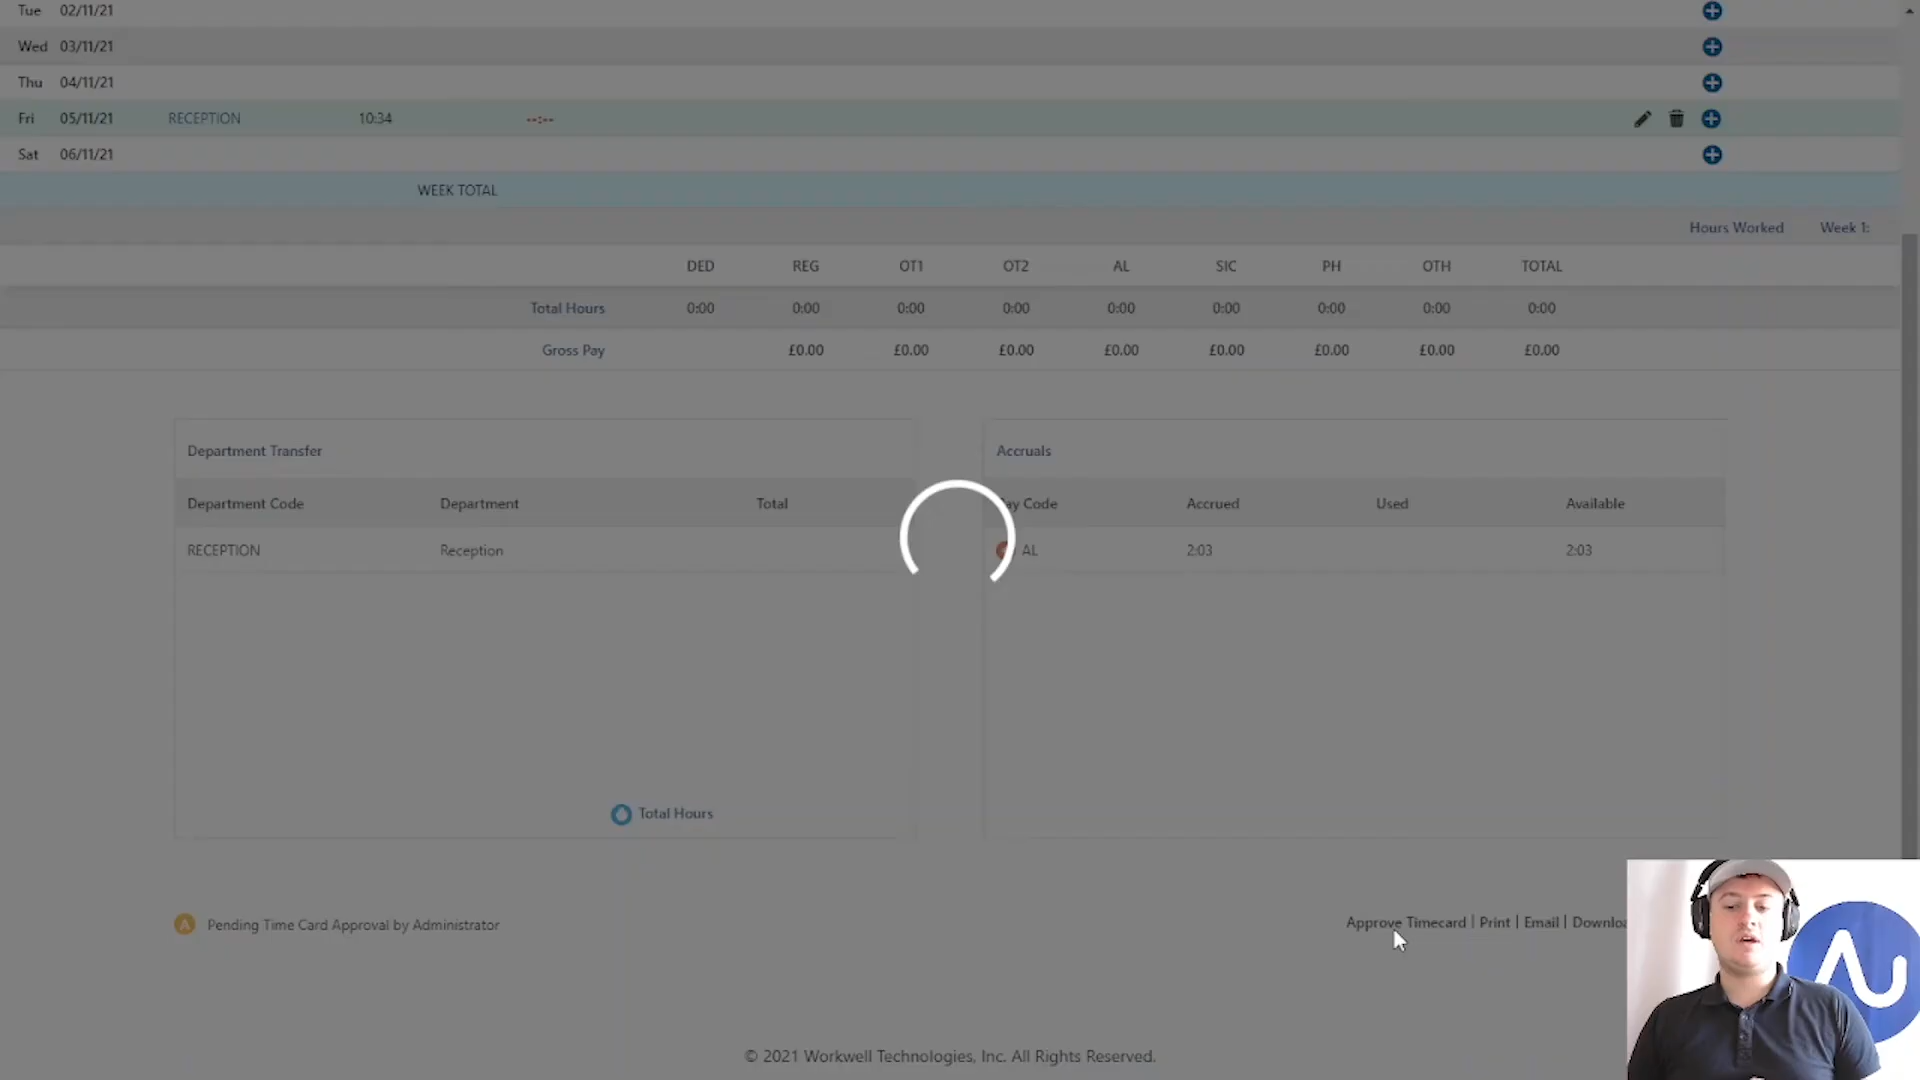 Tue 02/11/21
Wed 03/11/21
Thu 04/11/21
Fri 05/11/21 RECEPTION 10:34 --:--
Sat 06/11/21
WEEK TOTAL
Hours Worked Week 1:
DED REG OT1 OT2 AL SIC PH OTH TOTAL
Total Hours 0:00 0:00 0:00 0:00 0:00 0:00 0:00 0:00 0:00
Gross Pay £0.00 £0.00 £0.00 £0.00 £0.00 £0.00 £0.00 £0.00
Department Transfer
Department Code Department Total
RECEPTION Reception
Total Hours
Accruals
ay Code Accrued Used Available
AL 2:03 2:03
A Pending Time Card Approval by Administrator
Approve Timecard | Print | Email | Downloa
© 2021 Workwell Technologies, Inc. All Rights Reserved.